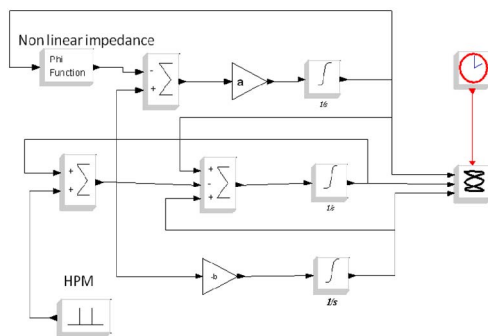 Non linear impedance
Phi
Function
-
+
Σ
a
∫
1/s
+
+
Σ
+
-
+
Σ
∫
1/s
HPM
-b
∫
1/s